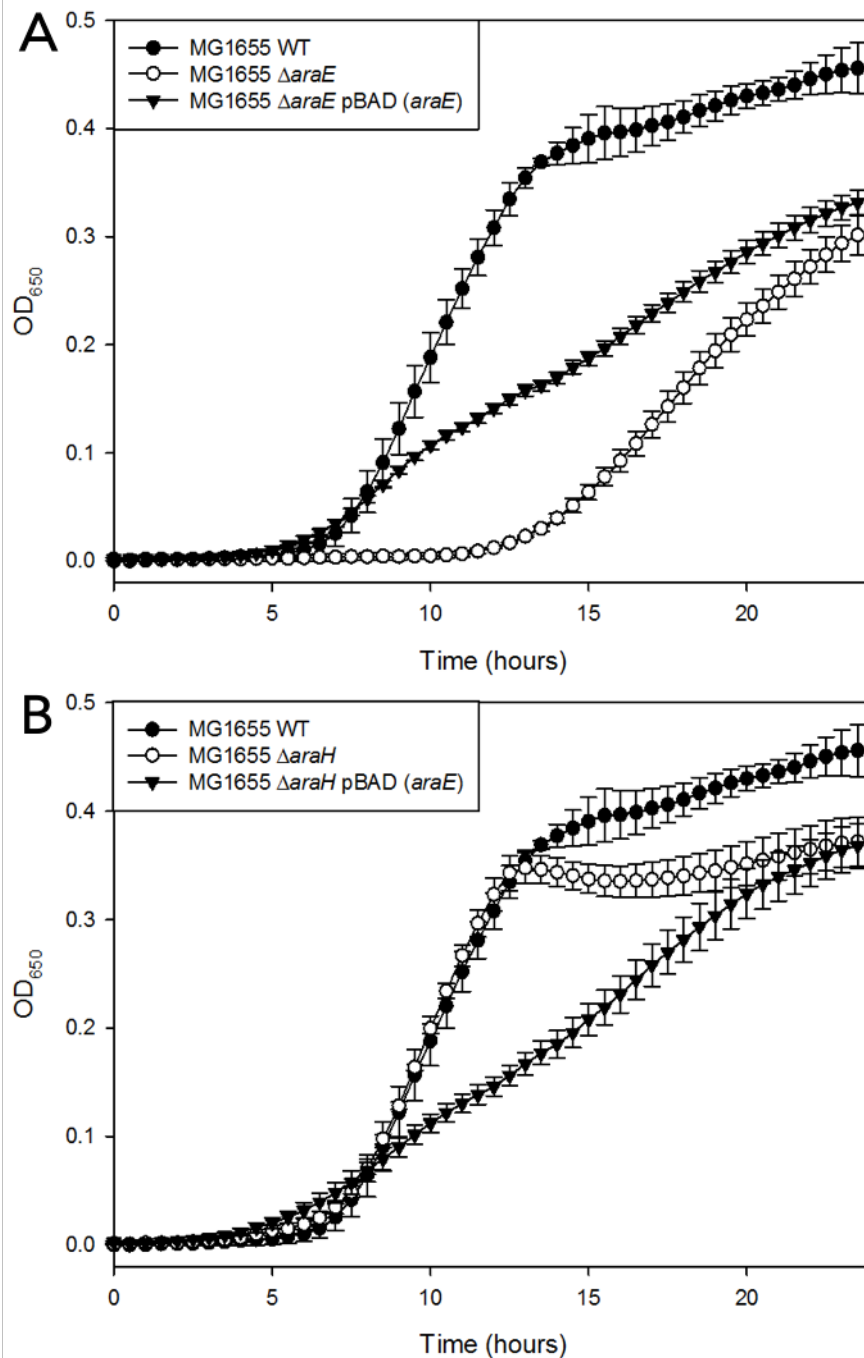 A
MG1655 WT
MG1655 ΔaraE
MG1655 ΔaraE pBAD (araE)
0.5
0.4
0.3
0.2
0.1
0.0
OD650
0 5 10 15 20
Time (hours)
B
MG1655 WT
MG1655 ΔaraH
MG1655 ΔaraH pBAD (araE)
0.5
0.4
0.3
0.2
0.1
0.0
OD650
0 5 10 15 20
Time (hours)